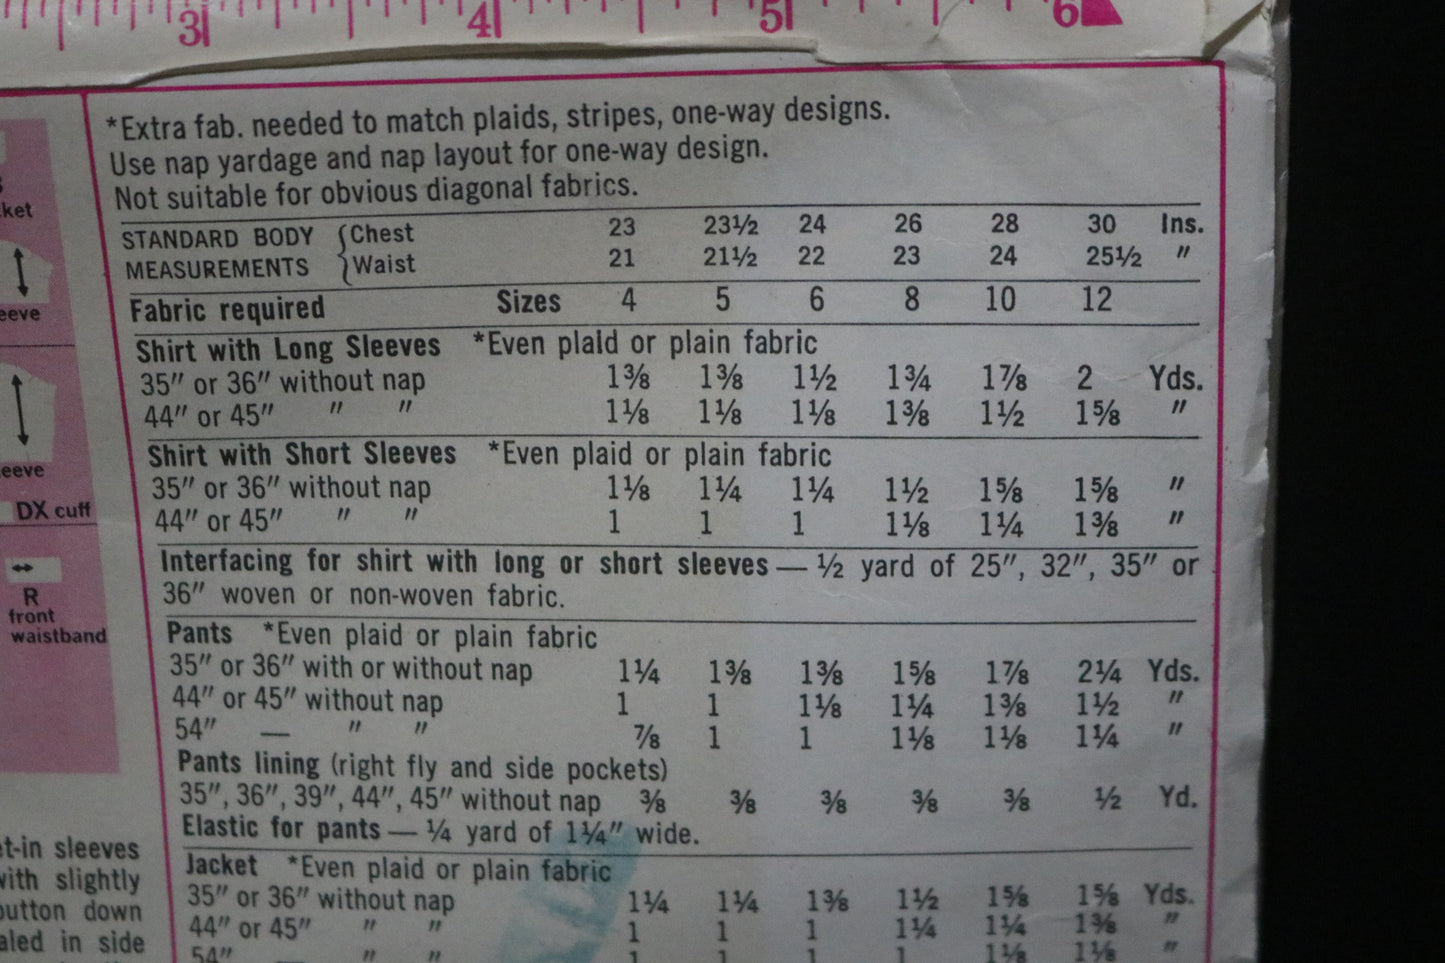 3 4 5 6
*Extra fab. needed to match plaids, stripes, one-way designs.
Use nap yardage and nap layout for one-way design.
Not suitable for obvious diagonal fabrics.
STANDARD BODY { Chest 23 23½ 24 26 28 30 Ins.
MEASUREMENTS Waist 21 21½ 22 23 24 25½ ″
Fabric required Sizes 4 5 6 8 10 12
Shirt with Long Sleeves *Even plaid or plain fabric
35″ or 36″ without nap 1⅜ 1⅜ 1½ 1¾ 1⅞ 2 Yds.
44″ or 45″ ″ ″ 1⅛ 1⅛ 1⅛ 1⅜ 1½ 1⅝ ″
Shirt with Short Sleeves *Even plaid or plain fabric
35″ or 36″ without nap 1⅛ 1¼ 1¼ 1½ 1⅝ 1⅝ ″
44″ or 45″ ″ ″ 1 1 1 1⅛ 1¼ 1⅜ ″
Interfacing for shirt with long or short sleeves — ½ yard of 25″, 32″, 35″ or
36″ woven or non-woven fabric.
Pants *Even plaid or plain fabric
35″ or 36″ with or without nap 1¼ 1⅜ 1⅜ 1⅝ 1⅞ 2¼ Yds.
44″ or 45″ without nap 1 1 1⅛ 1¼ 1⅜ 1½ ″
54″ — ″ ″ ⅞ 1 1 1⅛ 1⅛ 1¼ ″
Pants lining (right fly and side pockets)
35″, 36″, 39″, 44″, 45″ without nap ⅜ ⅜ ⅜ ⅜ ⅜ ½ Yd.
Elastic for pants — ¼ yard of 1¼″ wide.
Jacket *Even plaid or plain fabric
35″ or 36″ without nap 1¼ 1¼ 1⅜ 1½ 1⅝ 1⅝ Yds.
44″ or 45″ ″ ″ 1 1 1 1¼ 1¼ 1⅜ ″
54″ — ″ ″ 1 1 1 1 1⅛ 1⅛ ″
ket
eeve
eeve
DX cuff
R
front
waistband
t-in sleeves
with slightly
button down
aled in side